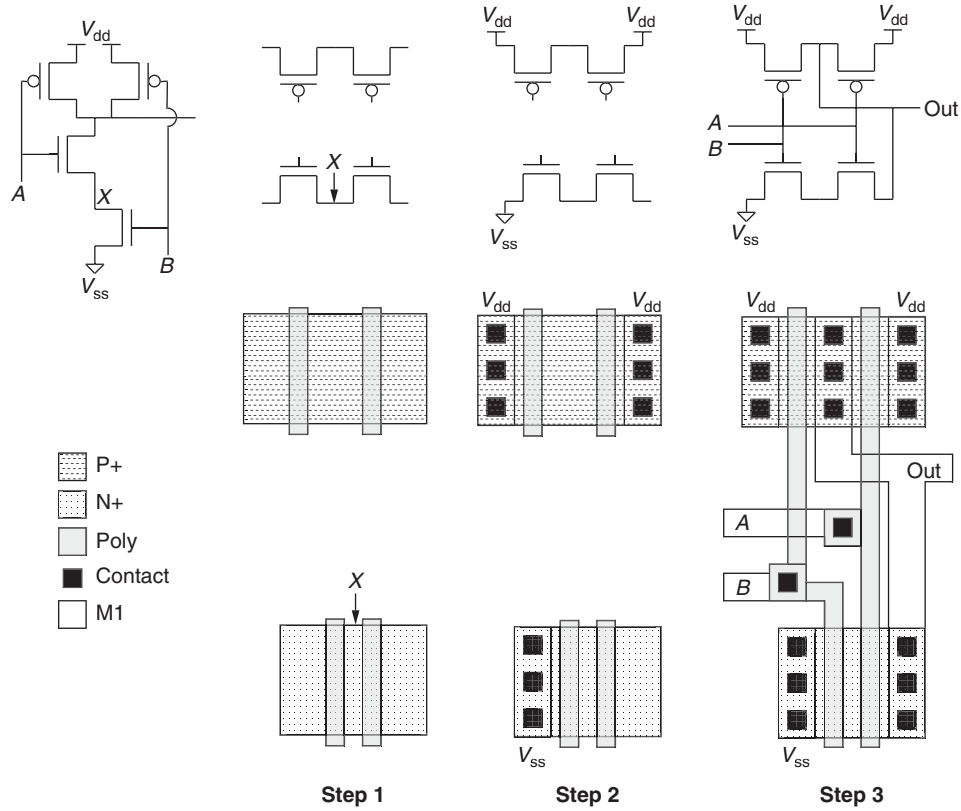 Vdd
A
X
B
Vss
X
Vdd
Vdd
Vss
Vdd
Vdd
A
B
Out
Vss
P+
N+
Poly
Contact
M1
X
Vdd
Vdd
Vss
Vdd
Vdd
Out
A
B
Vss
Step 1
Step 2
Step 3